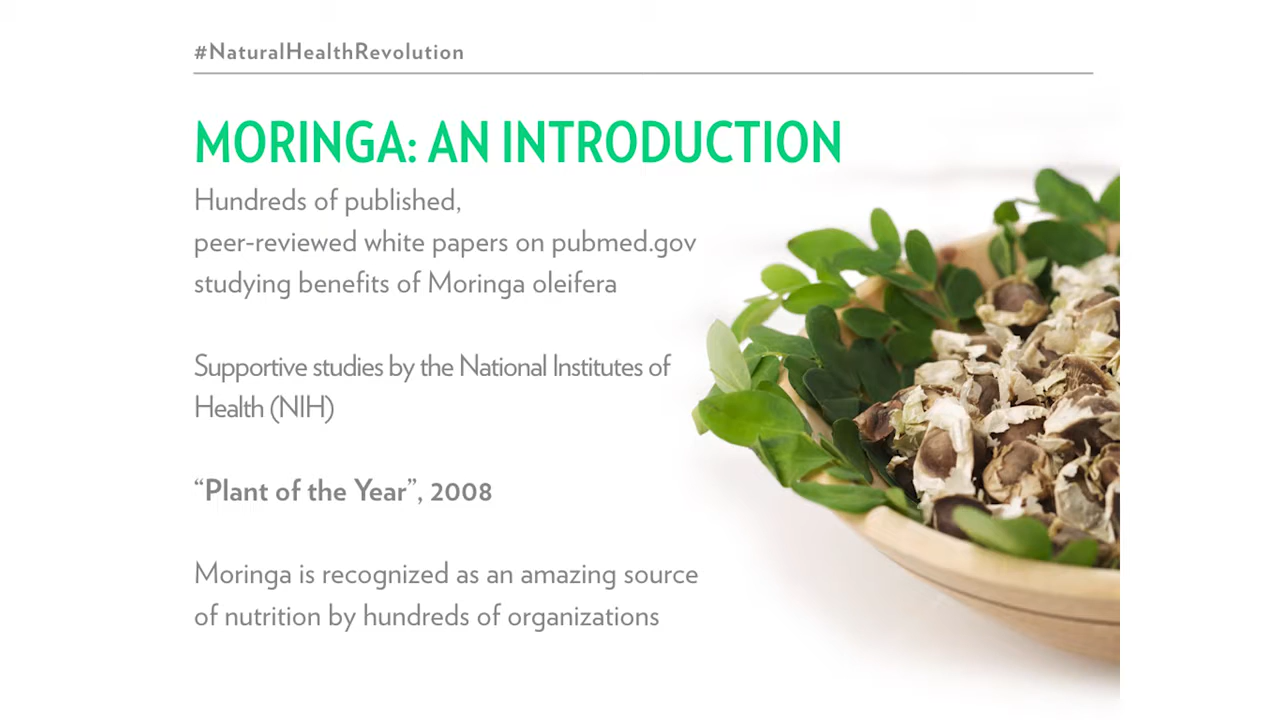 #NaturalHealthRevolution
MORINGA: AN INTRODUCTION
Hundreds of published,
peer-reviewed white papers on pubmed.gov
studying benefits of Moringa oleifera
Supportive studies by the National Institutes of
Health (NIH)
“Plant of the Year”, 2008
Moringa is recognized as an amazing source
of nutrition by hundreds of organizations